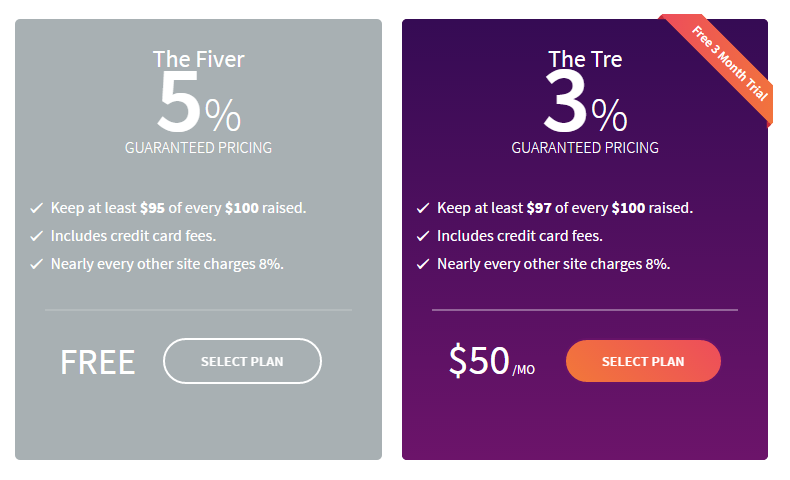 The Fiver
5%
GUARANTEED PRICING
Keep at least $95 of every $100 raised.
Includes credit card fees.
Nearly every other site charges 8%.
FREE
SELECT PLAN
Free 3 Month Trial
The Tre
3%
GUARANTEED PRICING
Keep at least $97 of every $100 raised.
Includes credit card fees.
Nearly every other site charges 8%.
$50/MO
SELECT PLAN